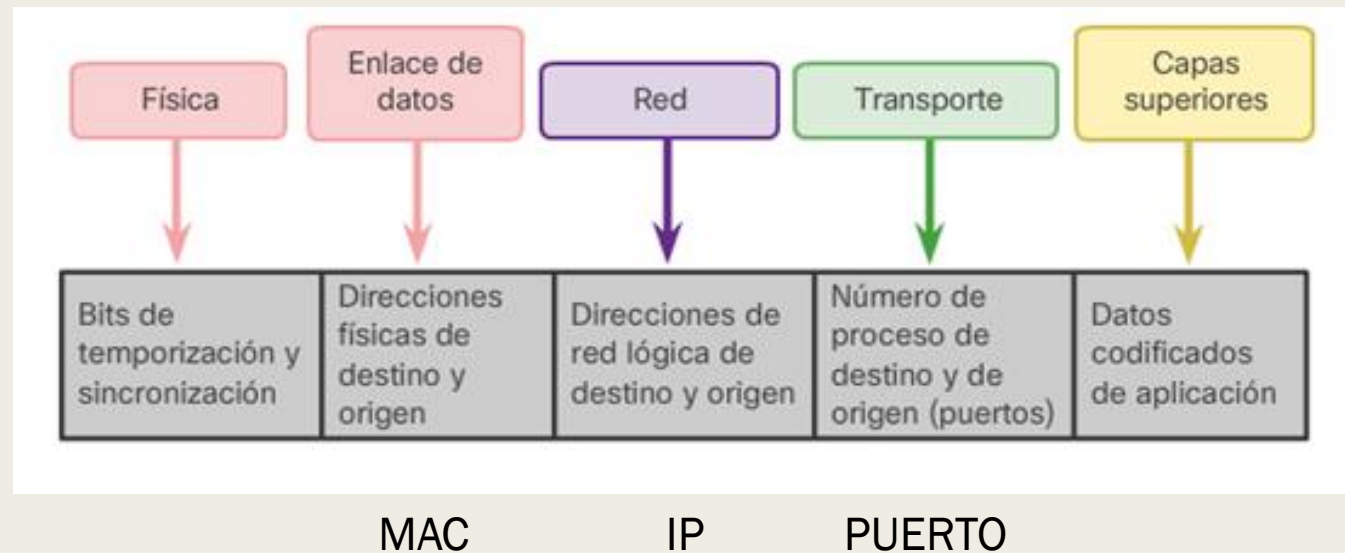 Física
Enlace de
datos
Red
Transporte
Capas
superiores
Bits de
temporización y
sincronización
Direcciones
físicas de
destino y
origen
Direcciones de
red lógica de
destino y origen
Número de
proceso de
destino y de
origen (puertos)
Datos
codificados
de aplicación
MAC
IP
PUERTO